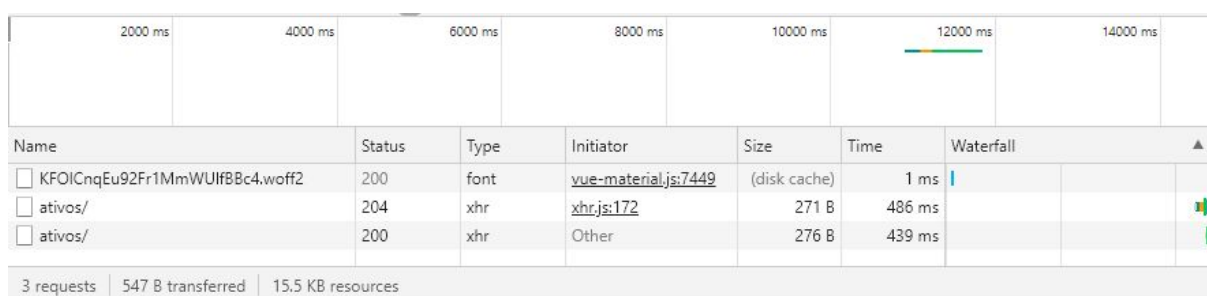 2000 ms 4000 ms 6000 ms 8000 ms 10000 ms 12000 ms 14000 ms
Name Status Type Initiator Size Time Waterfall
KFOlCnqEu92Fr1MmWUlfBBc4.woff2 200 font vue-material.js:7449 (disk cache) 1 ms
ativos/ 204 xhr xhr.js:172 271 B 486 ms
ativos/ 200 xhr Other 276 B 439 ms
3 requests 547 B transferred 15.5 KB resources